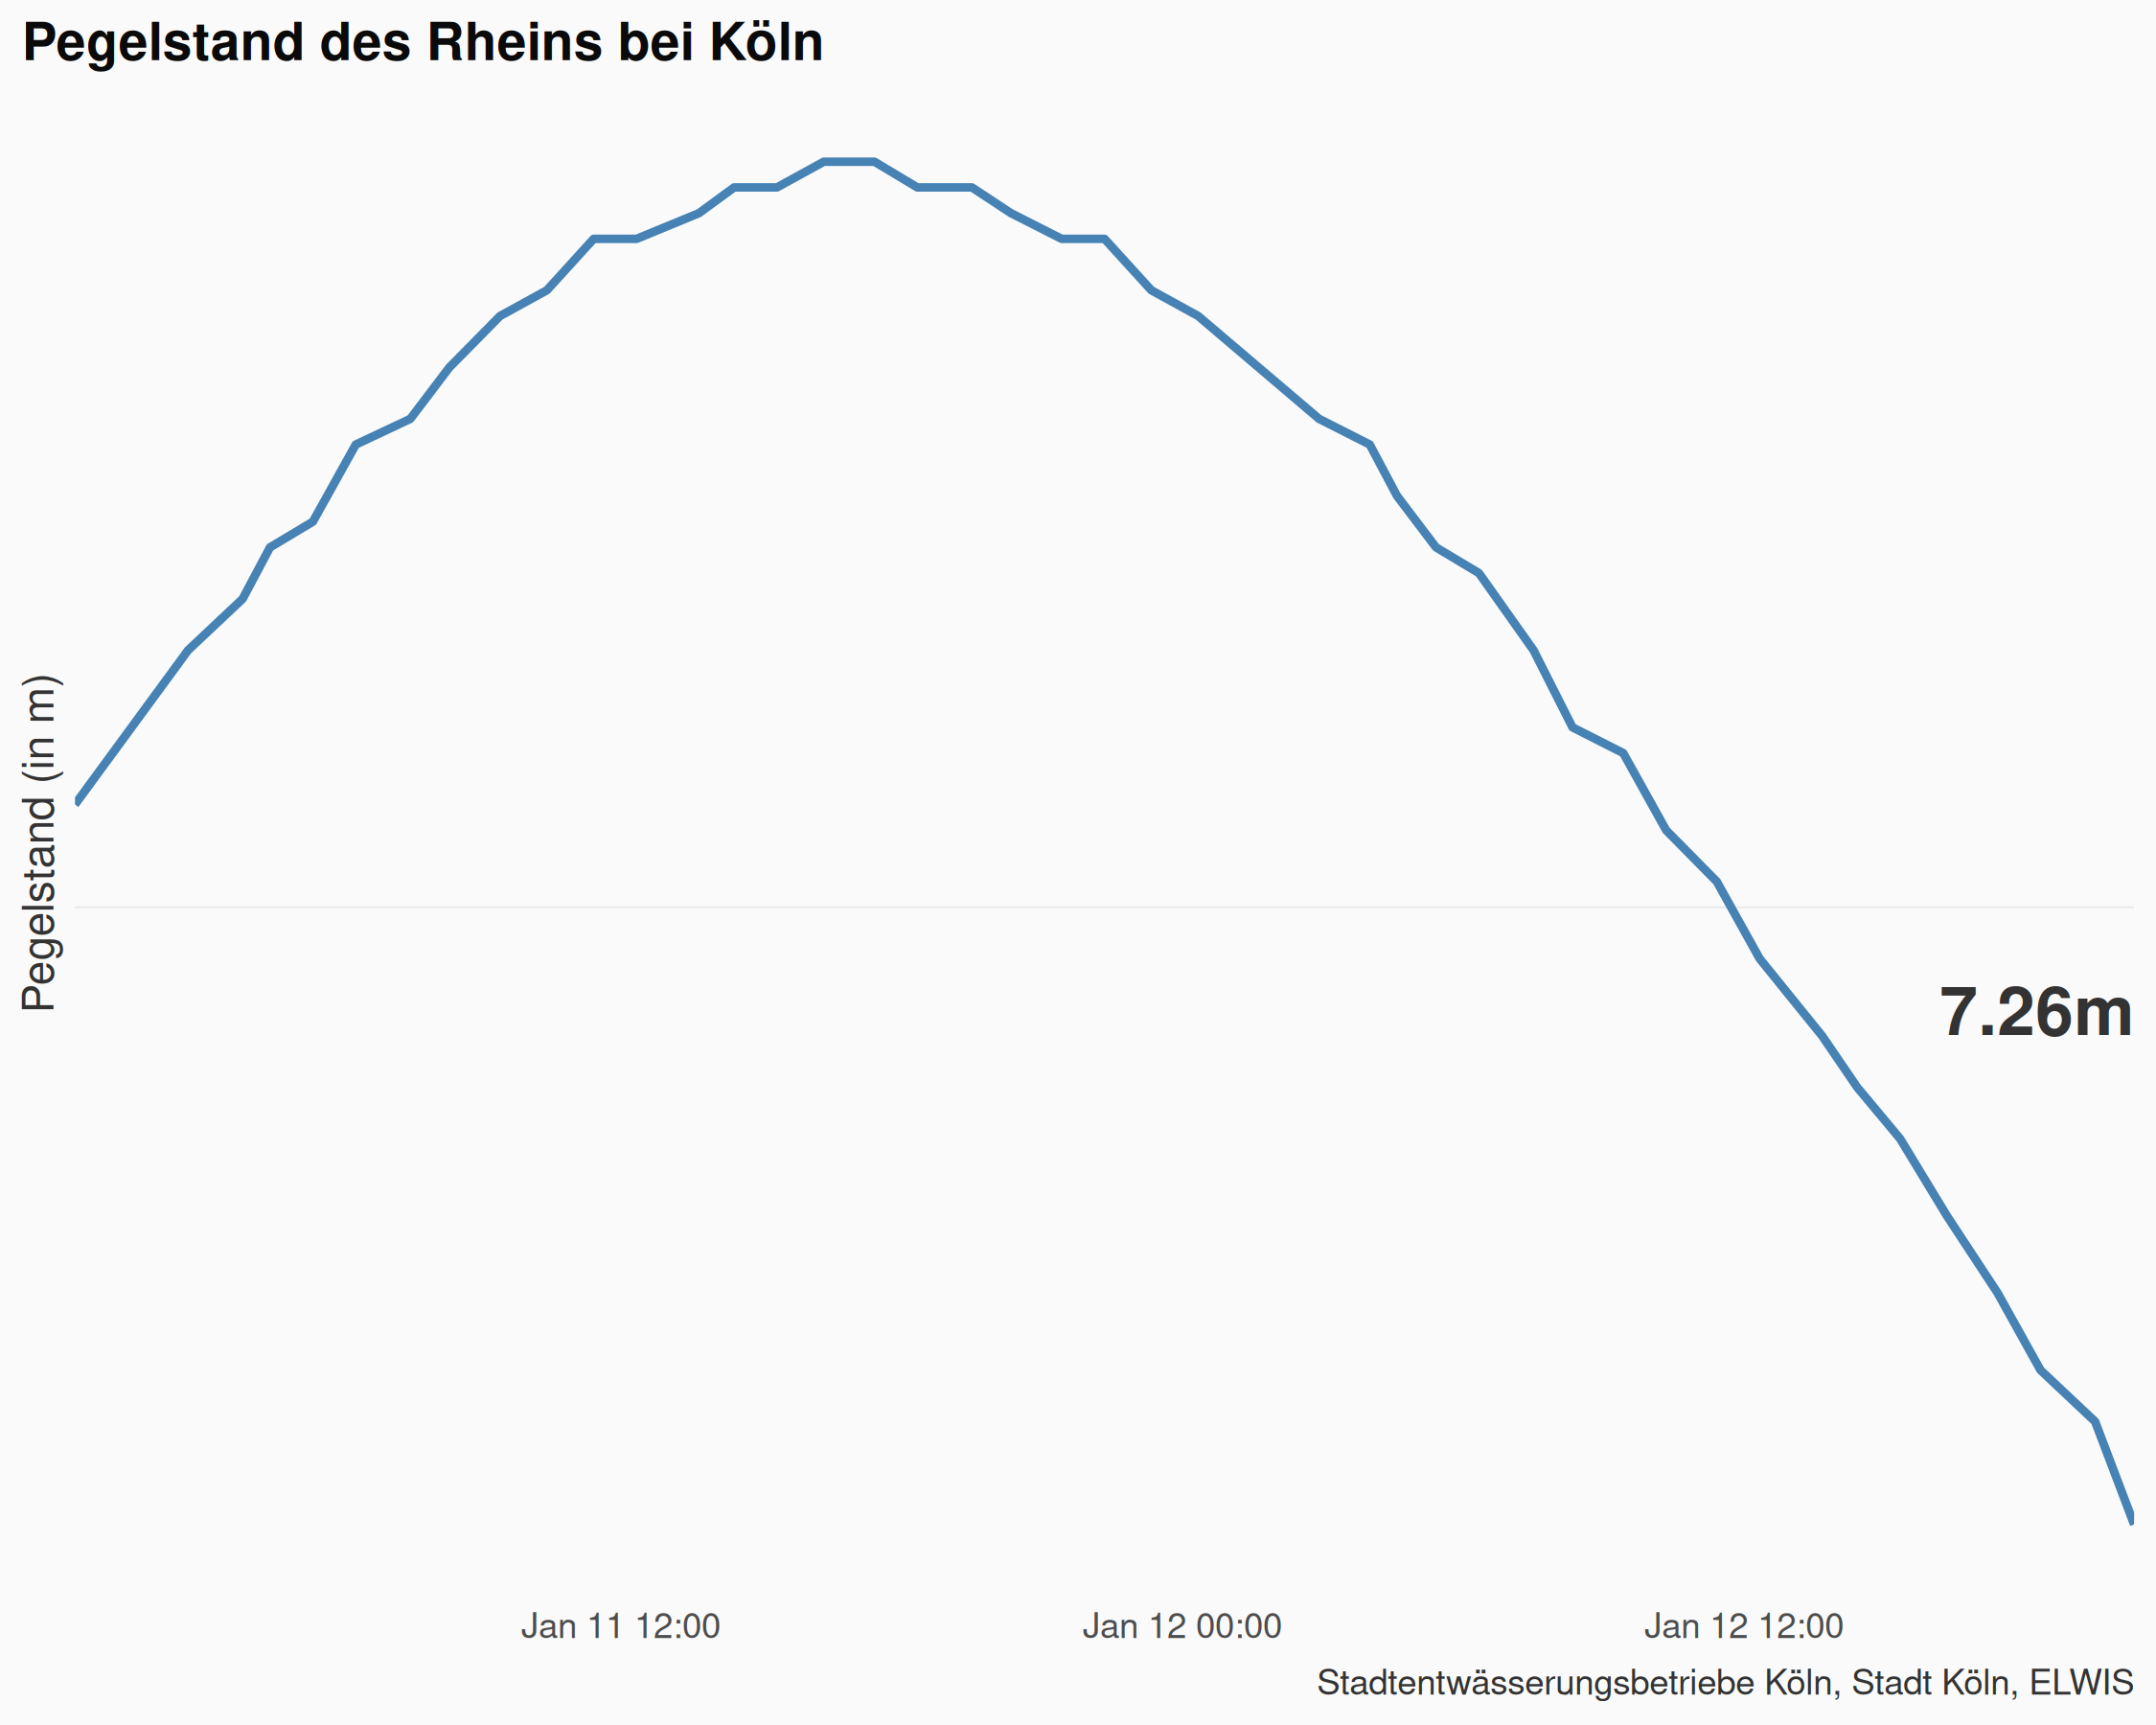 Pegelstand des Rheins bei Köln
Pegelstand (in m)
7.26m
Jan 11 12:00
Jan 12 00:00
Jan 12 12:00
Stadtentwässerungsbetriebe Köln, Stadt Köln, ELWIS